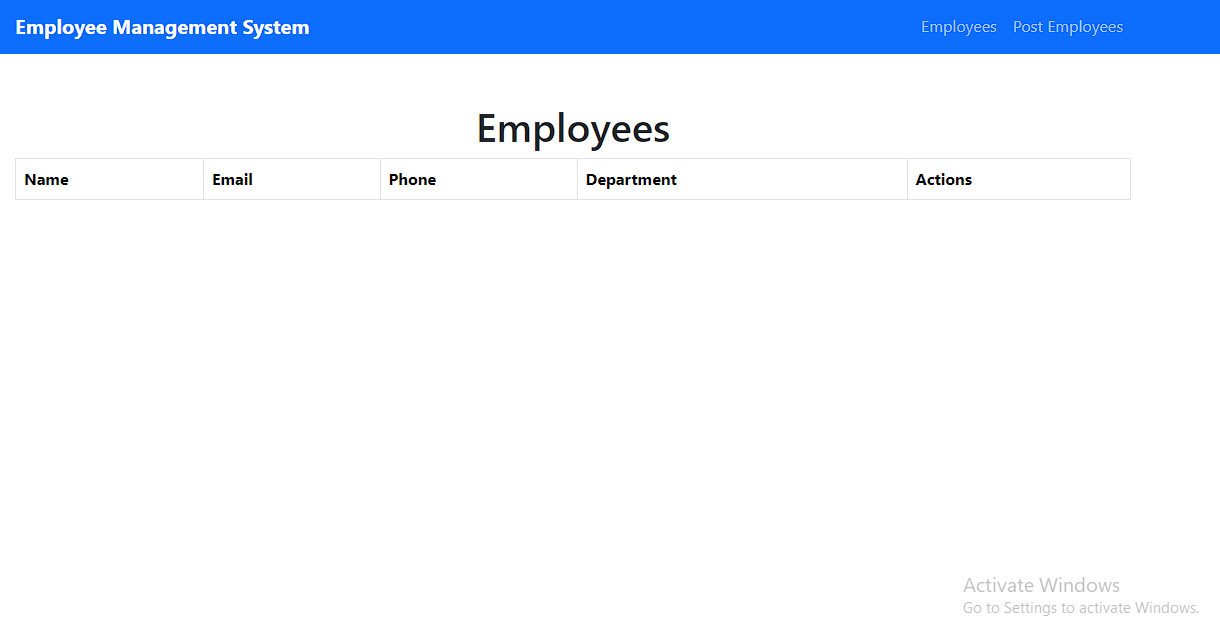 Employee Management System
Employees Post Employees
Employees
Name Email Phone Department Actions
Activate Windows
Go to Settings to activate Windows.